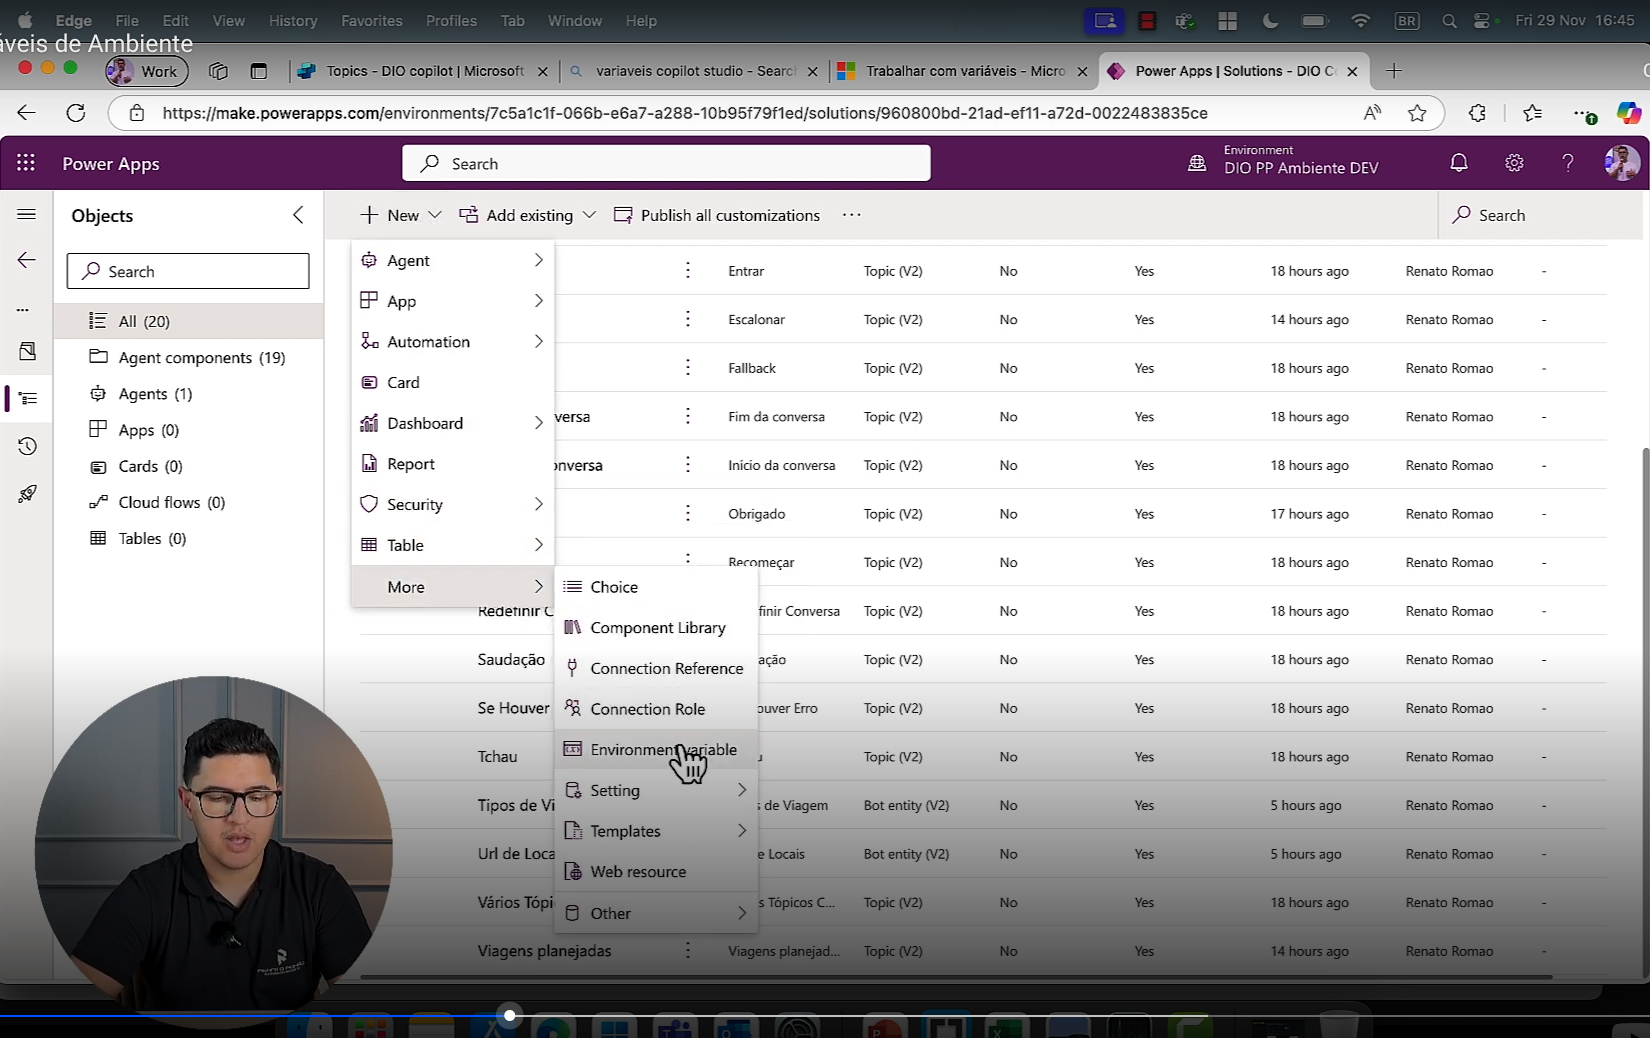 Edge File Edit View History Favorites Profiles Tab Window Help BR Fri 29 Nov 16:45
áveis de Ambiente
Work Topics - DIO copilot | Microsoft variaveis copilot studio - Searc Trabalhar com variáveis - Micro Power Apps | Solutions - DIO Co
https://make.powerapps.com/environments/7c5a1c1f-066b-e6a7-a288-10b95f79f1ed/solutions/960800bd-21ad-ef11-a72d-0022483835ce
Power Apps Search Environment
DIO PP Ambiente DEV
Objects
Search
All (20)
Agent components (19)
Agents (1)
Apps (0)
Cards (0)
Cloud flows (0)
Tables (0)
New Add existing Publish all customizations Search
Agent
App
Automation
Card
Dashboard
Report
Security
Table
More
Choice
Component Library
Connection Reference
Connection Role
Environment variable
Setting
Templates
Web resource
Other
Entrar Topic (V2) No Yes 18 hours ago Renato Romao -
Escalonar Topic (V2) No Yes 14 hours ago Renato Romao -
Fallback Topic (V2) No Yes 18 hours ago Renato Romao -
versa Fim da conversa Topic (V2) No Yes 18 hours ago Renato Romao -
onversa Início da conversa Topic (V2) No Yes 18 hours ago Renato Romao -
Obrigado Topic (V2) No Yes 17 hours ago Renato Romao -
Recomeçar Topic (V2) No Yes 18 hours ago Renato Romao -
Redefinir C finir Conversa Topic (V2) No Yes 18 hours ago Renato Romao -
Saudação ação Topic (V2) No Yes 18 hours ago Renato Romao -
Se Houver ouver Erro Topic (V2) No Yes 18 hours ago Renato Romao -
Tchau u Topic (V2) No Yes 18 hours ago Renato Romao -
Tipos de Vi s de Viagem Bot entity (V2) No Yes 5 hours ago Renato Romao -
Url de Loca e Locais Bot entity (V2) No Yes 5 hours ago Renato Romao -
Vários Tópi s Tópicos C... Topic (V2) No Yes 18 hours ago Renato Romao -
Viagens planejadas Viagens planejad... Topic (V2) No Yes 14 hours ago Renato Romao -